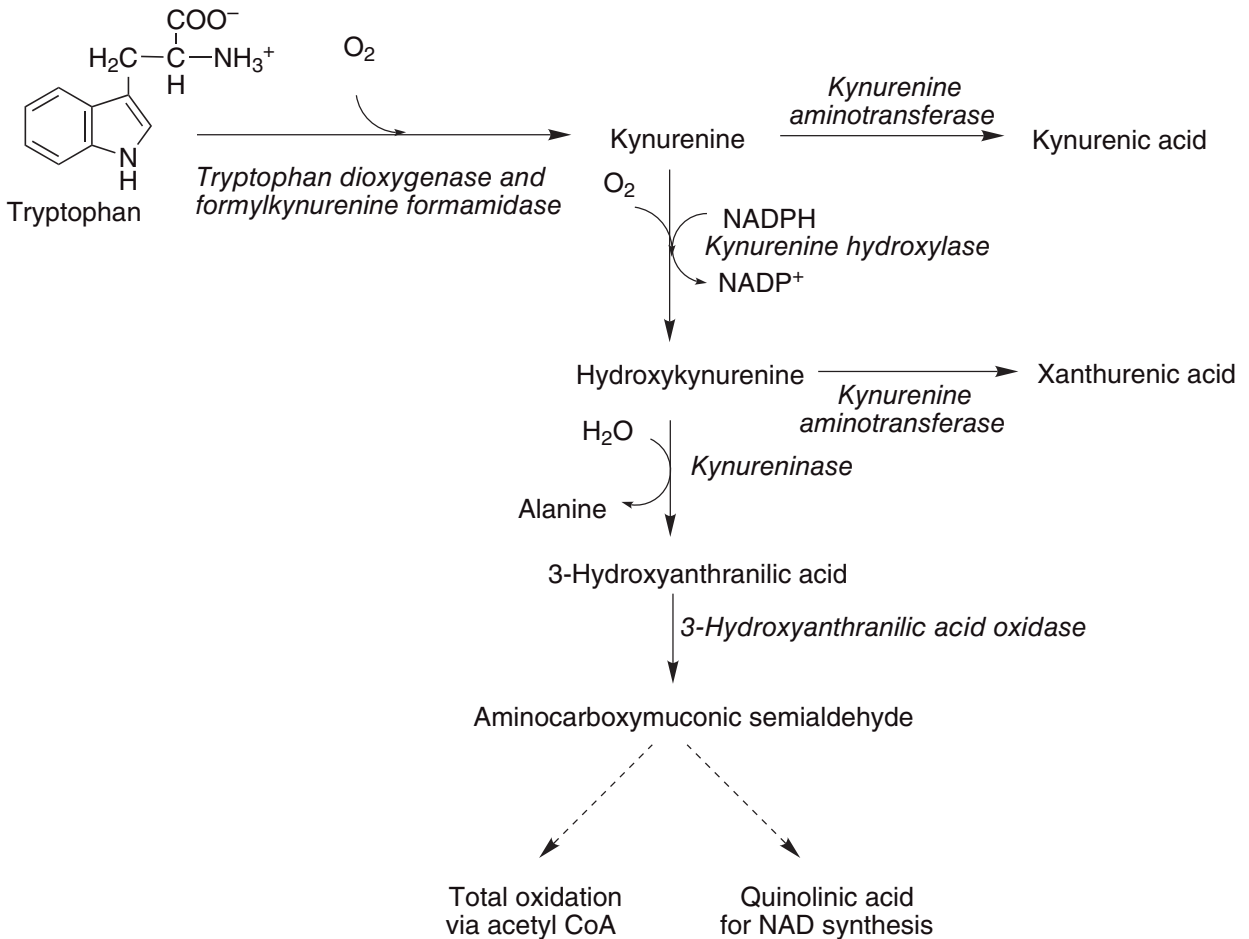 COO⁻
H₂C—C—NH₃⁺
H
N
H
Tryptophan
O₂
Tryptophan dioxygenase and
formylkynurenine formamidase
Kynurenine
Kynurenine
aminotransferase
Kynurenic acid
O₂
NADPH
Kynurenine hydroxylase
NADP⁺
Hydroxykynurenine
Kynurenine
aminotransferase
Xanthurenic acid
H₂O
Kynureninase
Alanine
3-Hydroxyanthranilic acid
3-Hydroxyanthranilic acid oxidase
Aminocarboxymuconic semialdehyde
Total oxidation
via acetyl CoA
Quinolinic acid
for NAD synthesis